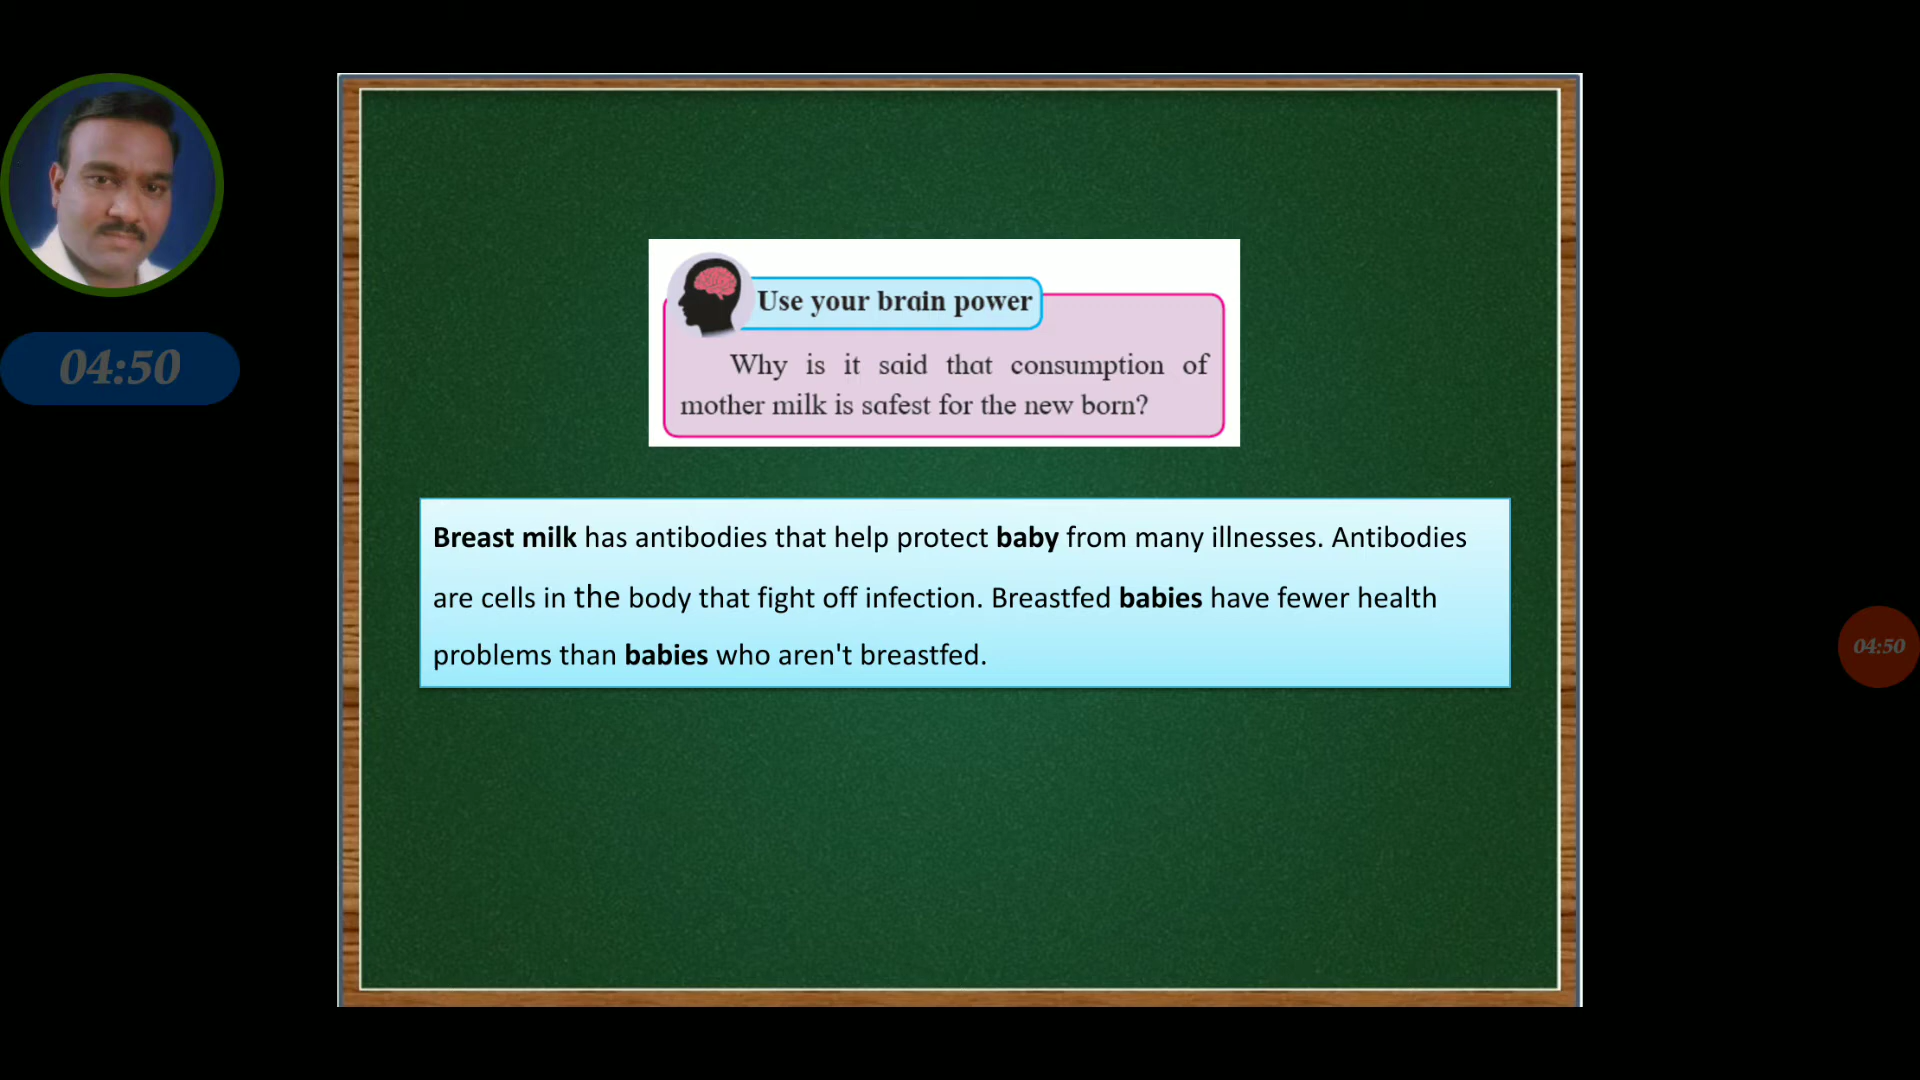 04:50
Use your brain power
Why is it said that consumption of
mother milk is safest for the new born?
Breast milk has antibodies that help protect baby from many illnesses. Antibodies
are cells in the body that fight off infection. Breastfed babies have fewer health
problems than babies who aren't breastfed.
04:50